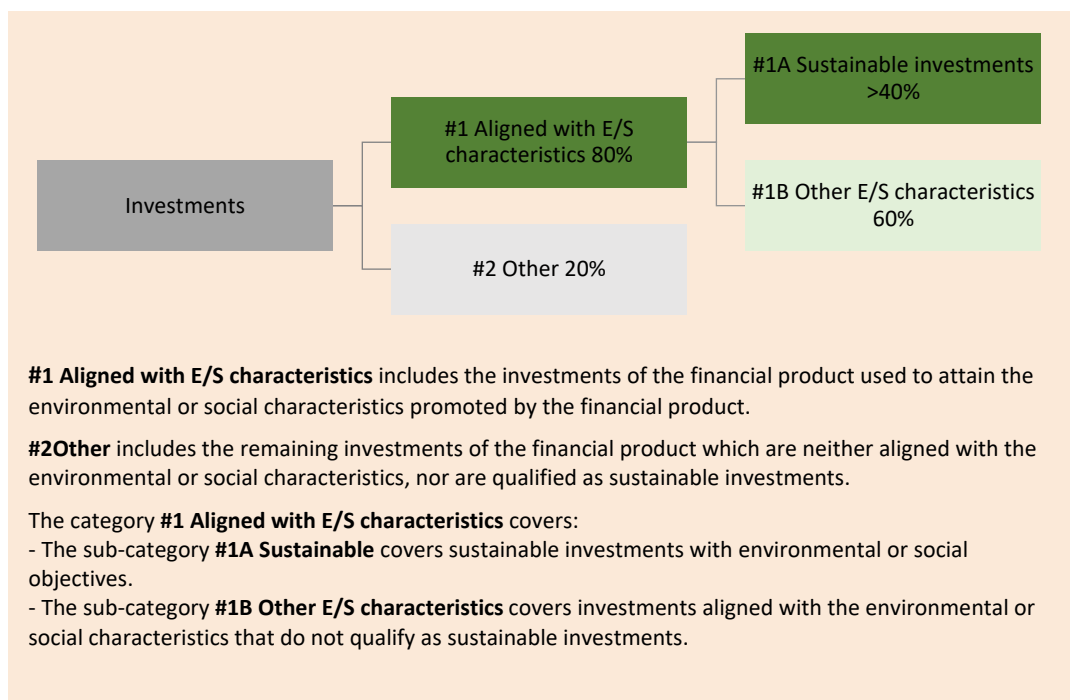 #1A Sustainable investments
>40%
#1 Aligned with E/S
characteristics 80%
Investments
#1B Other E/S characteristics
60%
#2 Other 20%
#1 Aligned with E/S characteristics includes the investments of the financial product used to attain the
environmental or social characteristics promoted by the financial product.
#2Other includes the remaining investments of the financial product which are neither aligned with the
environmental or social characteristics, nor are qualified as sustainable investments.
The category #1 Aligned with E/S characteristics covers:
- The sub-category #1A Sustainable covers sustainable investments with environmental or social
objectives.
- The sub-category #1B Other E/S characteristics covers investments aligned with the environmental or
social characteristics that do not qualify as sustainable investments.